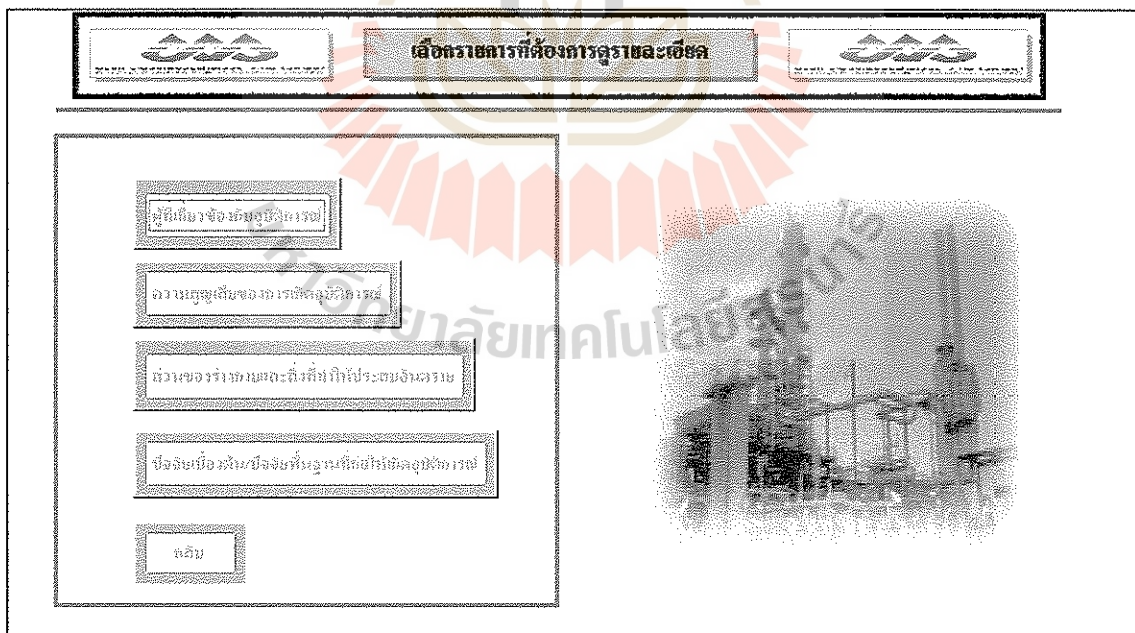 เลือกรายการที่ต้องการดูรายละเอียด
ผู้ที่เกี่ยวข้องกับอุบัติการณ์
ความสูญเสียของการเกิดอุบัติการณ์
ส่วนของร่างกายและสิ่งที่ทำให้ประสบอันตราย
ปัจจัยเบื้องต้น/ปัจจัยพื้นฐานที่ก่อให้เกิดอุบัติการณ์
กลับ
มหาวิทยาลัยเทคโนโลยีสุรนารี